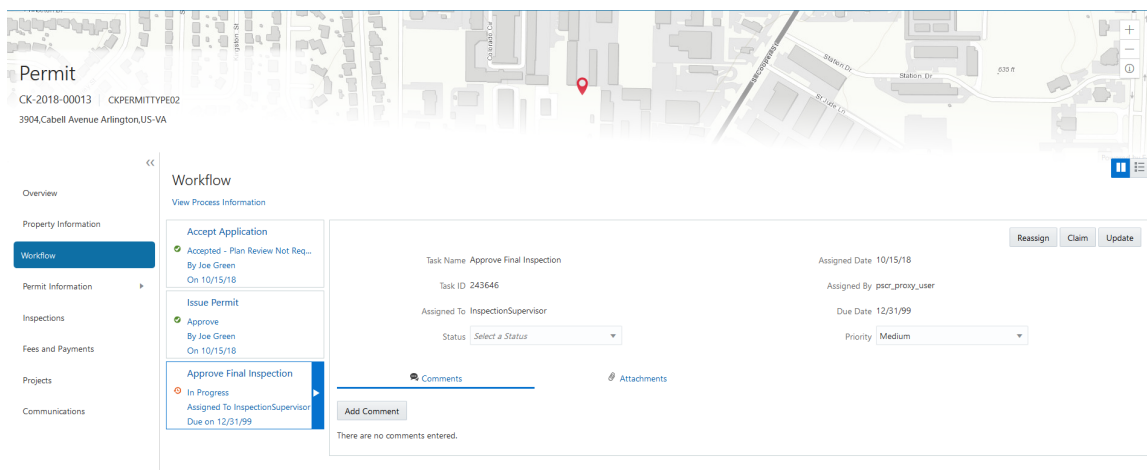 Colorado Cir
Station Dr
Station Dr
635 ft
St Jude Ln
Permit
CK-2018-00013 CKPERMITTYPE02
3904,Cabell Avenue Arlington,US-VA
Workflow
View Process Information
Overview
Property Information
Workflow
Permit Information
Inspections
Fees and Payments
Projects
Communications
Accept Application
Accepted - Plan Review Not Req...
By Joe Green
On 10/15/18
Issue Permit
Approve
By Joe Green
On 10/15/18
Approve Final Inspection
In Progress
Assigned To InspectionSupervisor
Due on 12/31/99
Reassign Claim Update
Task Name Approve Final Inspection
Assigned Date 10/15/18
Task ID 243646
Assigned By pscr_proxy_user
Assigned To InspectionSupervisor
Due Date 12/31/99
Status Select a Status
Priority Medium
Comments
Attachments
Add Comment
There are no comments entered.